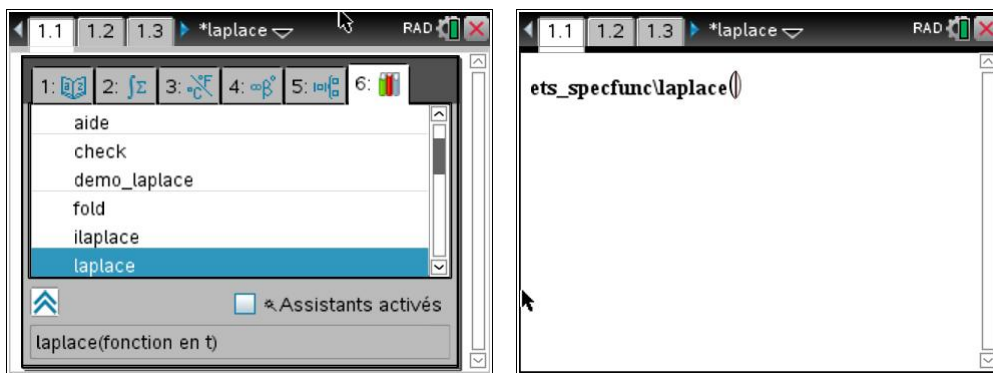 1.1 1.2 1.3 *laplace RAD
1: 2: ∫Σ 3: °C°F 4: ∞β° 5: 6:
aide
check
demo_laplace
fold
ilaplace
laplace
Assistants activés
laplace(fonction en t)
1.1 1.2 1.3 *laplace RAD
ets_specfunc\laplace()